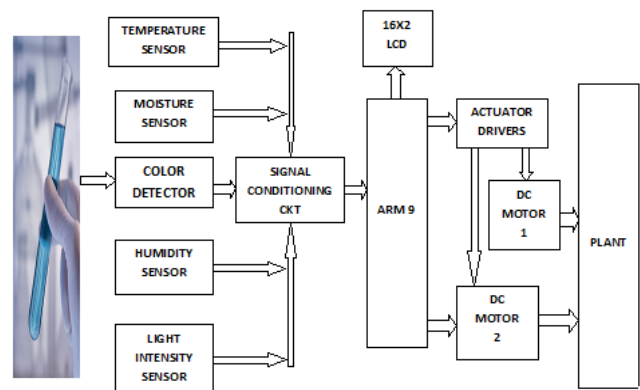 TEMPERATURE
SENSOR
MOISTURE
SENSOR
COLOR
DETECTOR
HUMIDITY
SENSOR
LIGHT
INTENSITY
SENSOR
SIGNAL
CONDITIONING
CKT
16X2
LCD
ARM 9
ACTUATOR
DRIVERS
DC
MOTOR
1
DC
MOTOR
2
PLANT